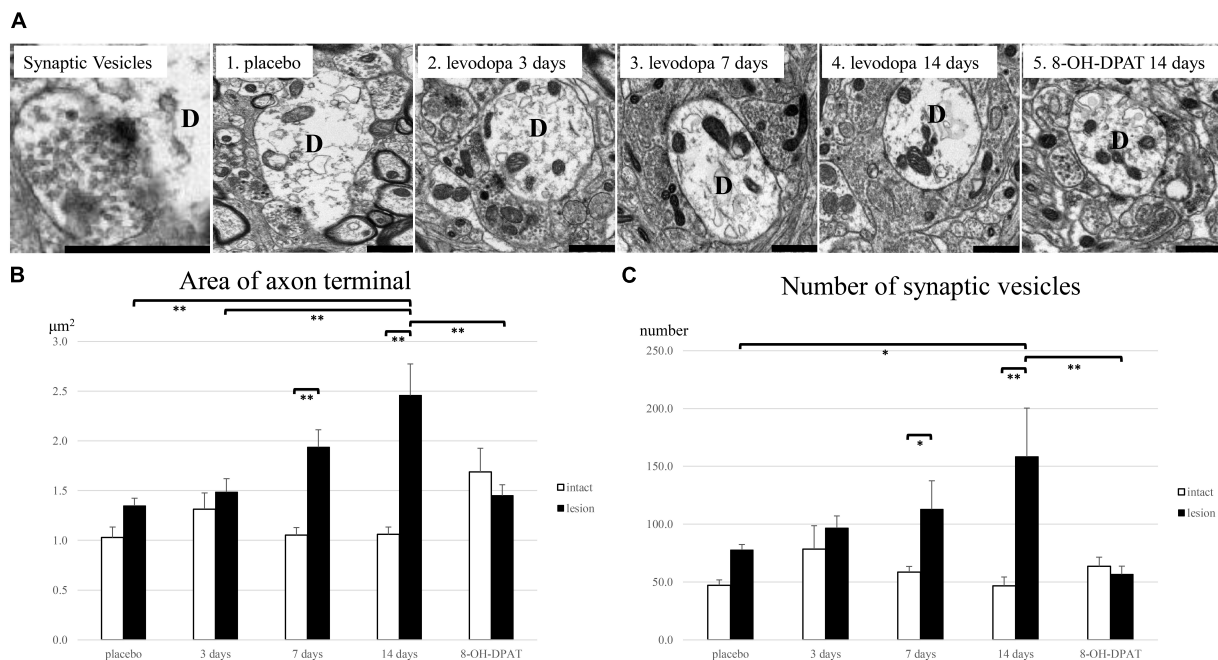 A
Synaptic Vesicles
1. placebo
2. levodopa 3 days
3. levodopa 7 days
4. levodopa 14 days
5. 8-OH-DPAT 14 days
D
D
D
D
D
D
B
Area of axon terminal
μm²
**
**
**
**
**
3.0
2.5
2.0
1.5
1.0
0.5
0.0
placebo
3 days
7 days
14 days
8-OH-DPAT
intact
lesion
C
Number of synaptic vesicles
number
*
**
**
*
250.0
200.0
150.0
100.0
50.0
0.0
placebo
3 days
7 days
14 days
8-OH-DPAT
intact
lesion